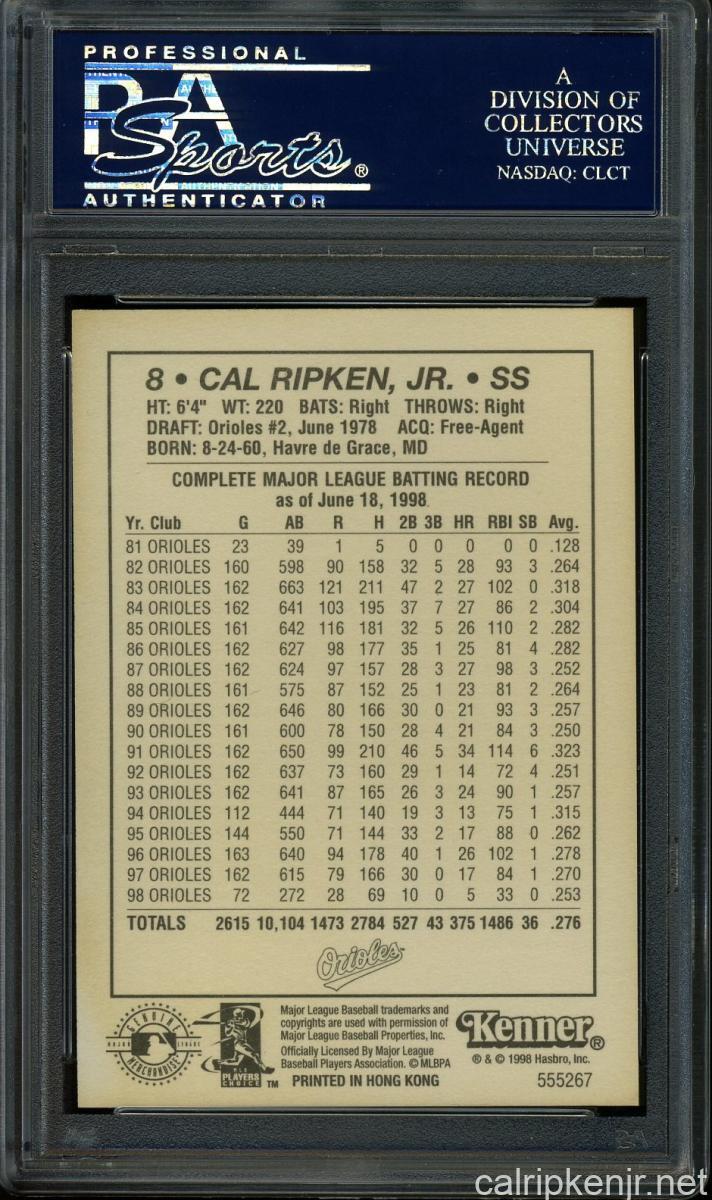 PROFESSIONAL
PSA
Sports®
AUTHENTICATOR
A
DIVISION OF
COLLECTORS
UNIVERSE
NASDAQ: CLCT
8 • CAL RIPKEN, JR. • SS
HT: 6'4" WT: 220 BATS: Right THROWS: Right
DRAFT: Orioles #2, June 1978 ACQ: Free-Agent
BORN: 8-24-60, Havre de Grace, MD
COMPLETE MAJOR LEAGUE BATTING RECORD
as of June 18, 1998
Yr. Club G AB R H 2B 3B HR RBI SB Avg.
81 ORIOLES 23 39 1 5 0 0 0 0 0 .128
82 ORIOLES 160 598 90 158 32 5 28 93 3 .264
83 ORIOLES 162 663 121 211 47 2 27 102 0 .318
84 ORIOLES 162 641 103 195 37 7 27 86 2 .304
85 ORIOLES 161 642 116 181 32 5 26 110 2 .282
86 ORIOLES 162 627 98 177 35 1 25 81 4 .282
87 ORIOLES 162 624 97 157 28 3 27 98 3 .252
88 ORIOLES 161 575 87 152 25 1 23 81 2 .264
89 ORIOLES 162 646 80 166 30 0 21 93 3 .257
90 ORIOLES 161 600 78 150 28 4 21 84 3 .250
91 ORIOLES 162 650 99 210 46 5 34 114 6 .323
92 ORIOLES 162 637 73 160 29 1 14 72 4 .251
93 ORIOLES 162 641 87 165 26 3 24 90 1 .257
94 ORIOLES 112 444 71 140 19 3 13 75 1 .315
95 ORIOLES 144 550 71 144 33 2 17 88 0 .262
96 ORIOLES 163 640 94 178 40 1 26 102 1 .278
97 ORIOLES 162 615 79 166 30 0 17 84 1 .270
98 ORIOLES 72 272 28 69 10 0 5 33 0 .253
TOTALS 2615 10,104 1473 2784 527 43 375 1486 36 .276
Orioles
GENUINE
MAJOR LEAGUE
MERCHANDISE
PLAYERS
CHOICE
TM
Major League Baseball trademarks and
copyrights are used with permission of
Major League Baseball Properties, Inc.
Officially Licensed By Major League
Baseball Players Association. © MLBPA
PRINTED IN HONG KONG
Kenner®
® & © 1998 Hasbro, Inc.
555267
calripkenjr.net